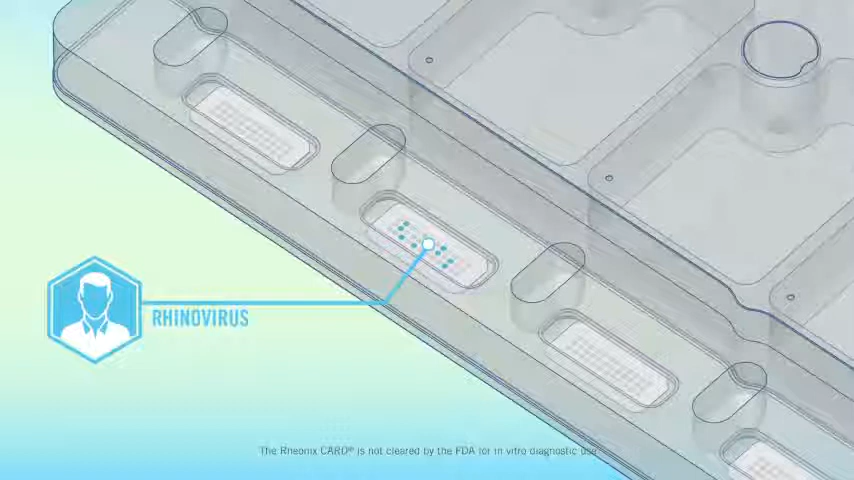 RHINOVIRUS
The Rheonix CARD® is not cleared by the FDA for in vitro diagnostic use